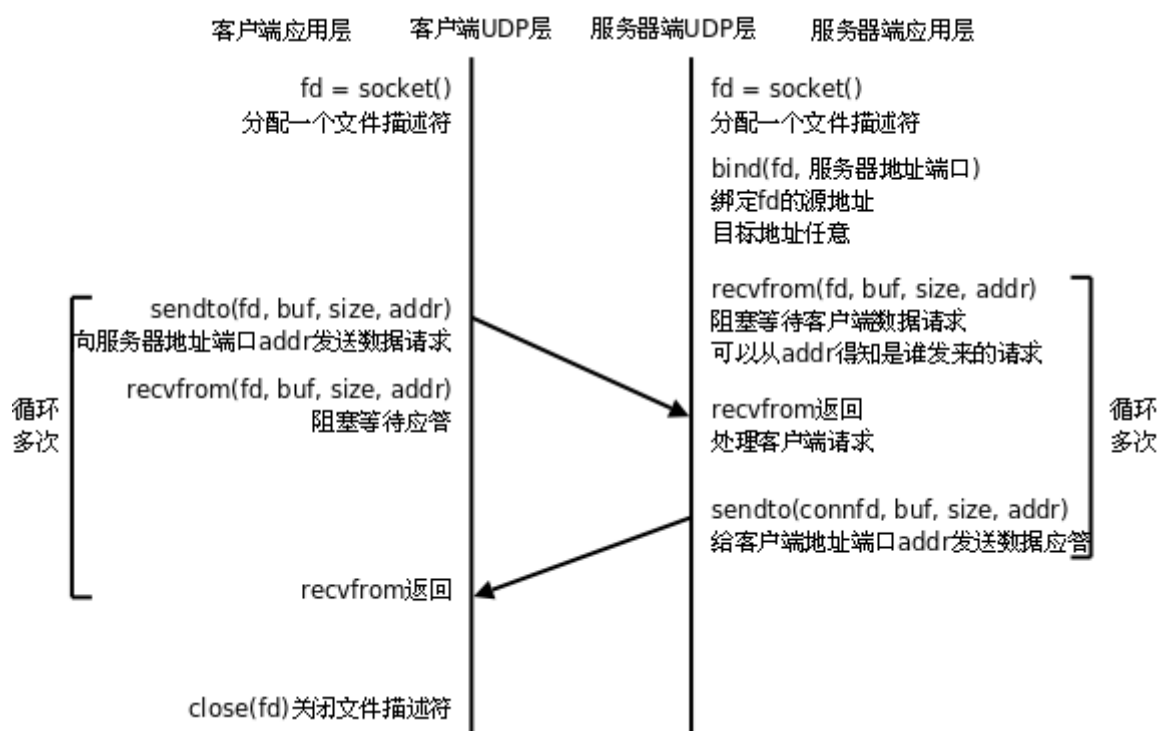 客户端应用层 客户端UDP层 服务器端UDP层 服务器端应用层
fd = socket()
分配一个文件描述符
fd = socket()
分配一个文件描述符
bind(fd, 服务器地址端口)
绑定fd的源地址
目标地址任意
sendto(fd, buf, size, addr)
向服务器地址端口addr发送数据请求
recvfrom(fd, buf, size, addr)
阻塞等待客户端数据请求
可以从addr得知是谁发来的请求
recvfrom(fd, buf, size, addr)
阻塞等待应答
循环
多次
recvfrom返回
处理客户端请求
循环
多次
sendto(connfd, buf, size, addr)
给客户端地址端口addr发送数据应答
recvfrom返回
close(fd)关闭文件描述符